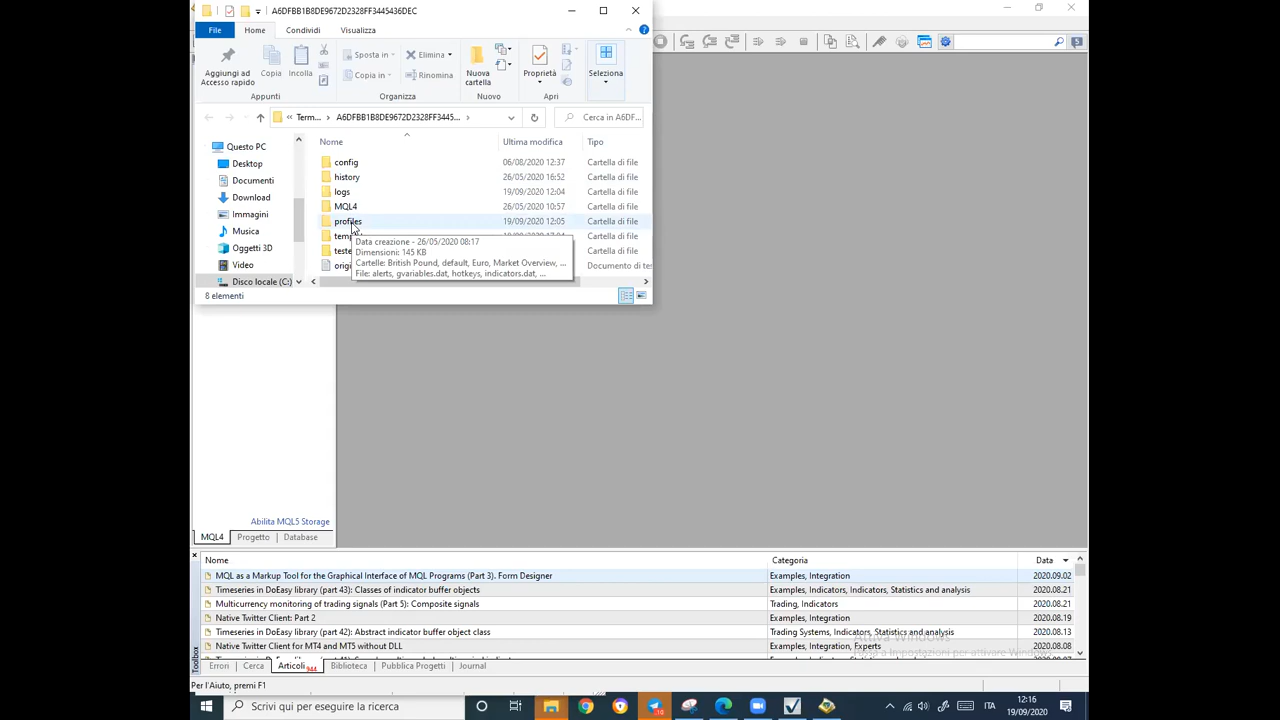 A6DFBB1B8DE9672D2328FF3445436DEC
File Home Condividi Visualizza
Aggiungi ad Accesso rapido
Copia
Incolla
Sposta in
Copia in
Elimina
Rinomina
Nuova cartella
Proprietà
Seleziona
Appunti Organizza Nuovo Apri
« Term... › A6DFBB1B8DE9672D2328FF3445... ›
Cerca in A6DF...
Questo PC
Desktop
Documenti
Download
Immagini
Musica
Oggetti 3D
Video
Disco locale (C:)
Nome Ultima modifica Tipo
config 06/08/2020 12:37 Cartella di file
history 26/05/2020 16:52 Cartella di file
logs 19/09/2020 12:04 Cartella di file
MQL4 26/05/2020 10:57 Cartella di file
profiles 19/09/2020 12:05 Cartella di file
Cartella di file
teste Cartella di file
origi Documento di tes
Data creazione - 26/05/2020 08:17
Dimensioni: 145 KB
Cartelle: British Pound, default, Euro, Market Overview, ...
File: alerts, gvariables.dat, hotkeys, indicators.dat, ...
8 elementi
Abilita MQL5 Storage
MQL4 Progetto Database
Nome Categoria Data
MQL as a Markup Tool for the Graphical Interface of MQL Programs (Part 3). Form Designer Examples, Integration 2020.09.02
Timeseries in DoEasy library (part 43): Classes of indicator buffer objects Examples, Indicators, Indicators, Statistics and analysis 2020.08.21
Multicurrency monitoring of trading signals (Part 5): Composite signals Trading, Indicators 2020.08.21
Native Twitter Client: Part 2 Examples, Integration 2020.08.19
Timeseries in DoEasy library (part 42): Abstract indicator buffer object class Trading Systems, Indicators, Statistics and analysis 2020.08.13
Native Twitter Client for MT4 and MT5 without DLL Examples, Integration, Experts 2020.08.08
Attiva Windows
Passa a Impostazioni per attivare Windows.
Toolbox
Errori Cerca Articoli 944 Biblioteca Pubblica Progetti Journal
Per l'Aiuto, premi F1
Scrivi qui per eseguire la ricerca
ITA
12:16
19/09/2020